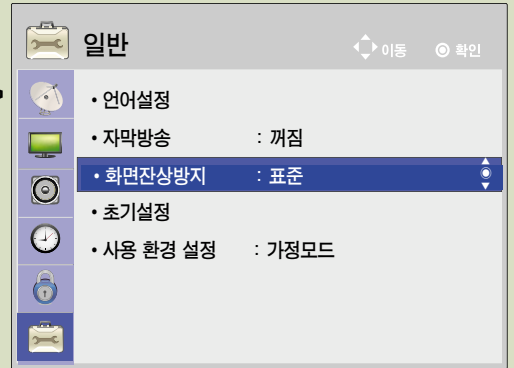 일반 이동 확인
• 언어설정
• 자막방송 : 꺼짐
• 화면잔상방지 : 표준
• 초기설정
• 사용 환경 설정 : 가정모드